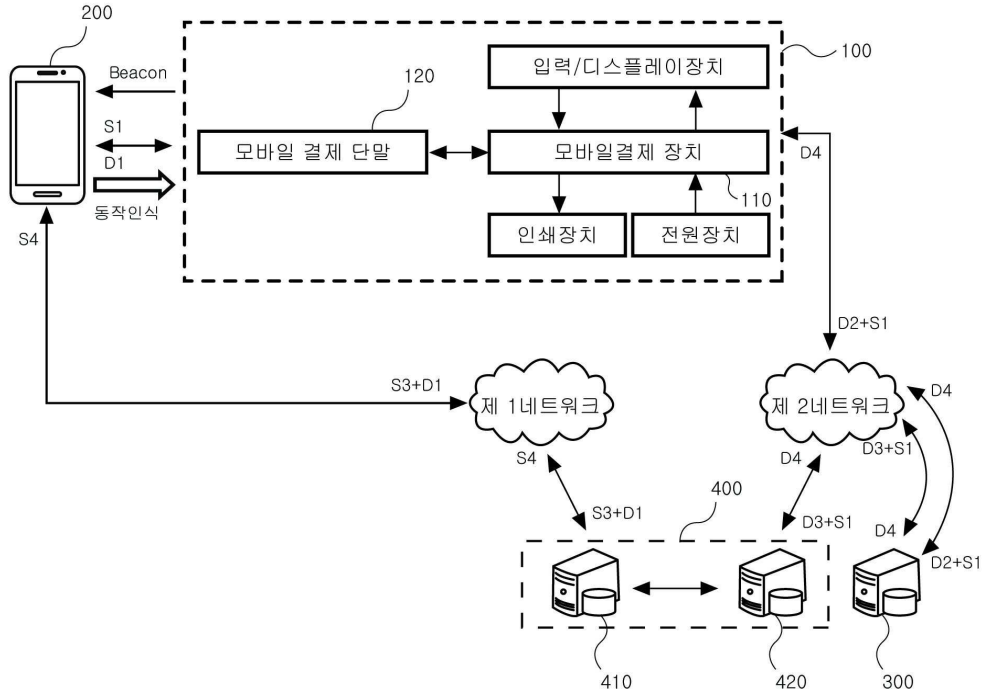 200
100
Beacon
120
입력/디스플레이장치
S1
모바일 결제 단말
모바일결제 장치
D4
D1
110
동작인식
S4
인쇄장치
전원장치
D2+S1
S3+D1
제 1네트워크
제 2네트워크
D4
D3+S1
S4
D4
400
S3+D1
D3+S1
D4
D2+S1
410
420
300